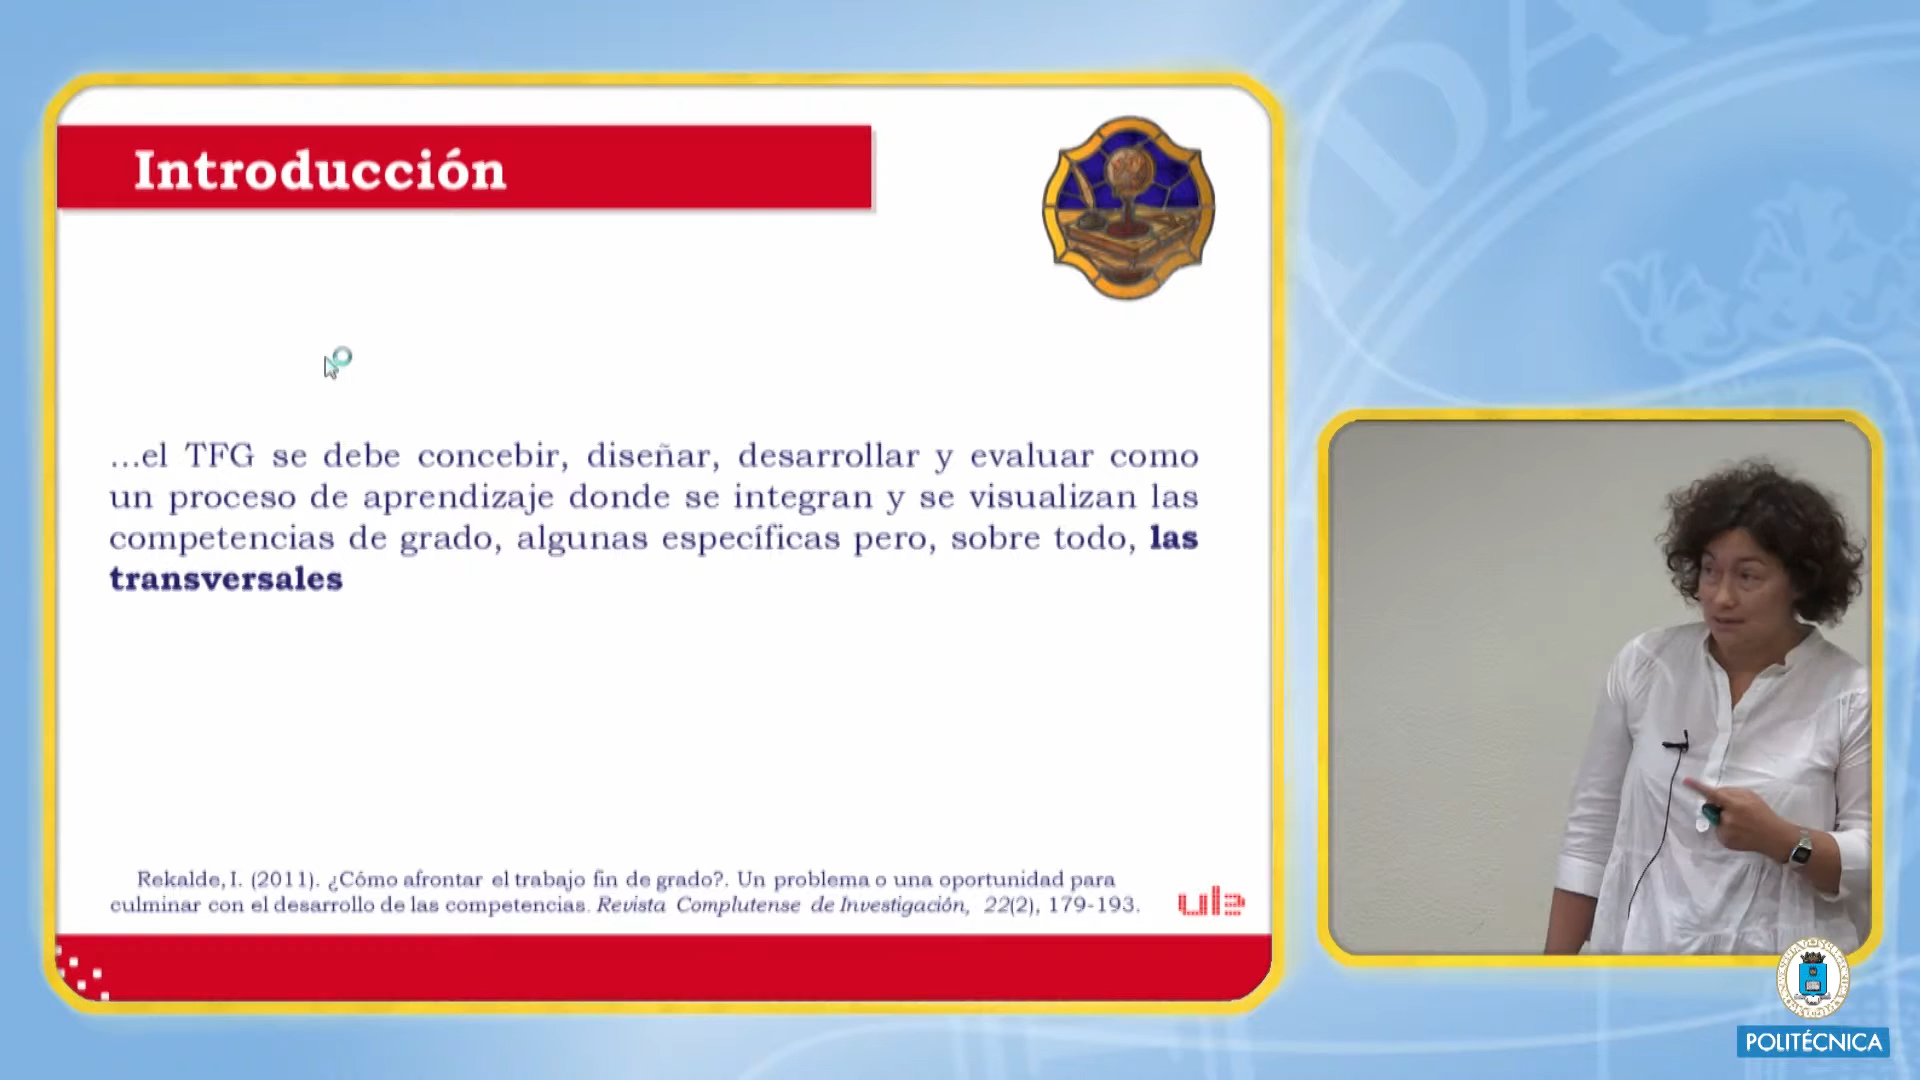 Introducción
...el TFG se debe concebir, diseñar, desarrollar y evaluar como
un proceso de aprendizaje donde se integran y se visualizan las
competencias de grado, algunas específicas pero, sobre todo, las
transversales
Rekalde, I. (2011). ¿Cómo afrontar el trabajo fin de grado?. Un problema o una oportunidad para
culminar con el desarrollo de las competencias. Revista Complutense de Investigación, 22(2), 179-193.
POLITÉCNICA